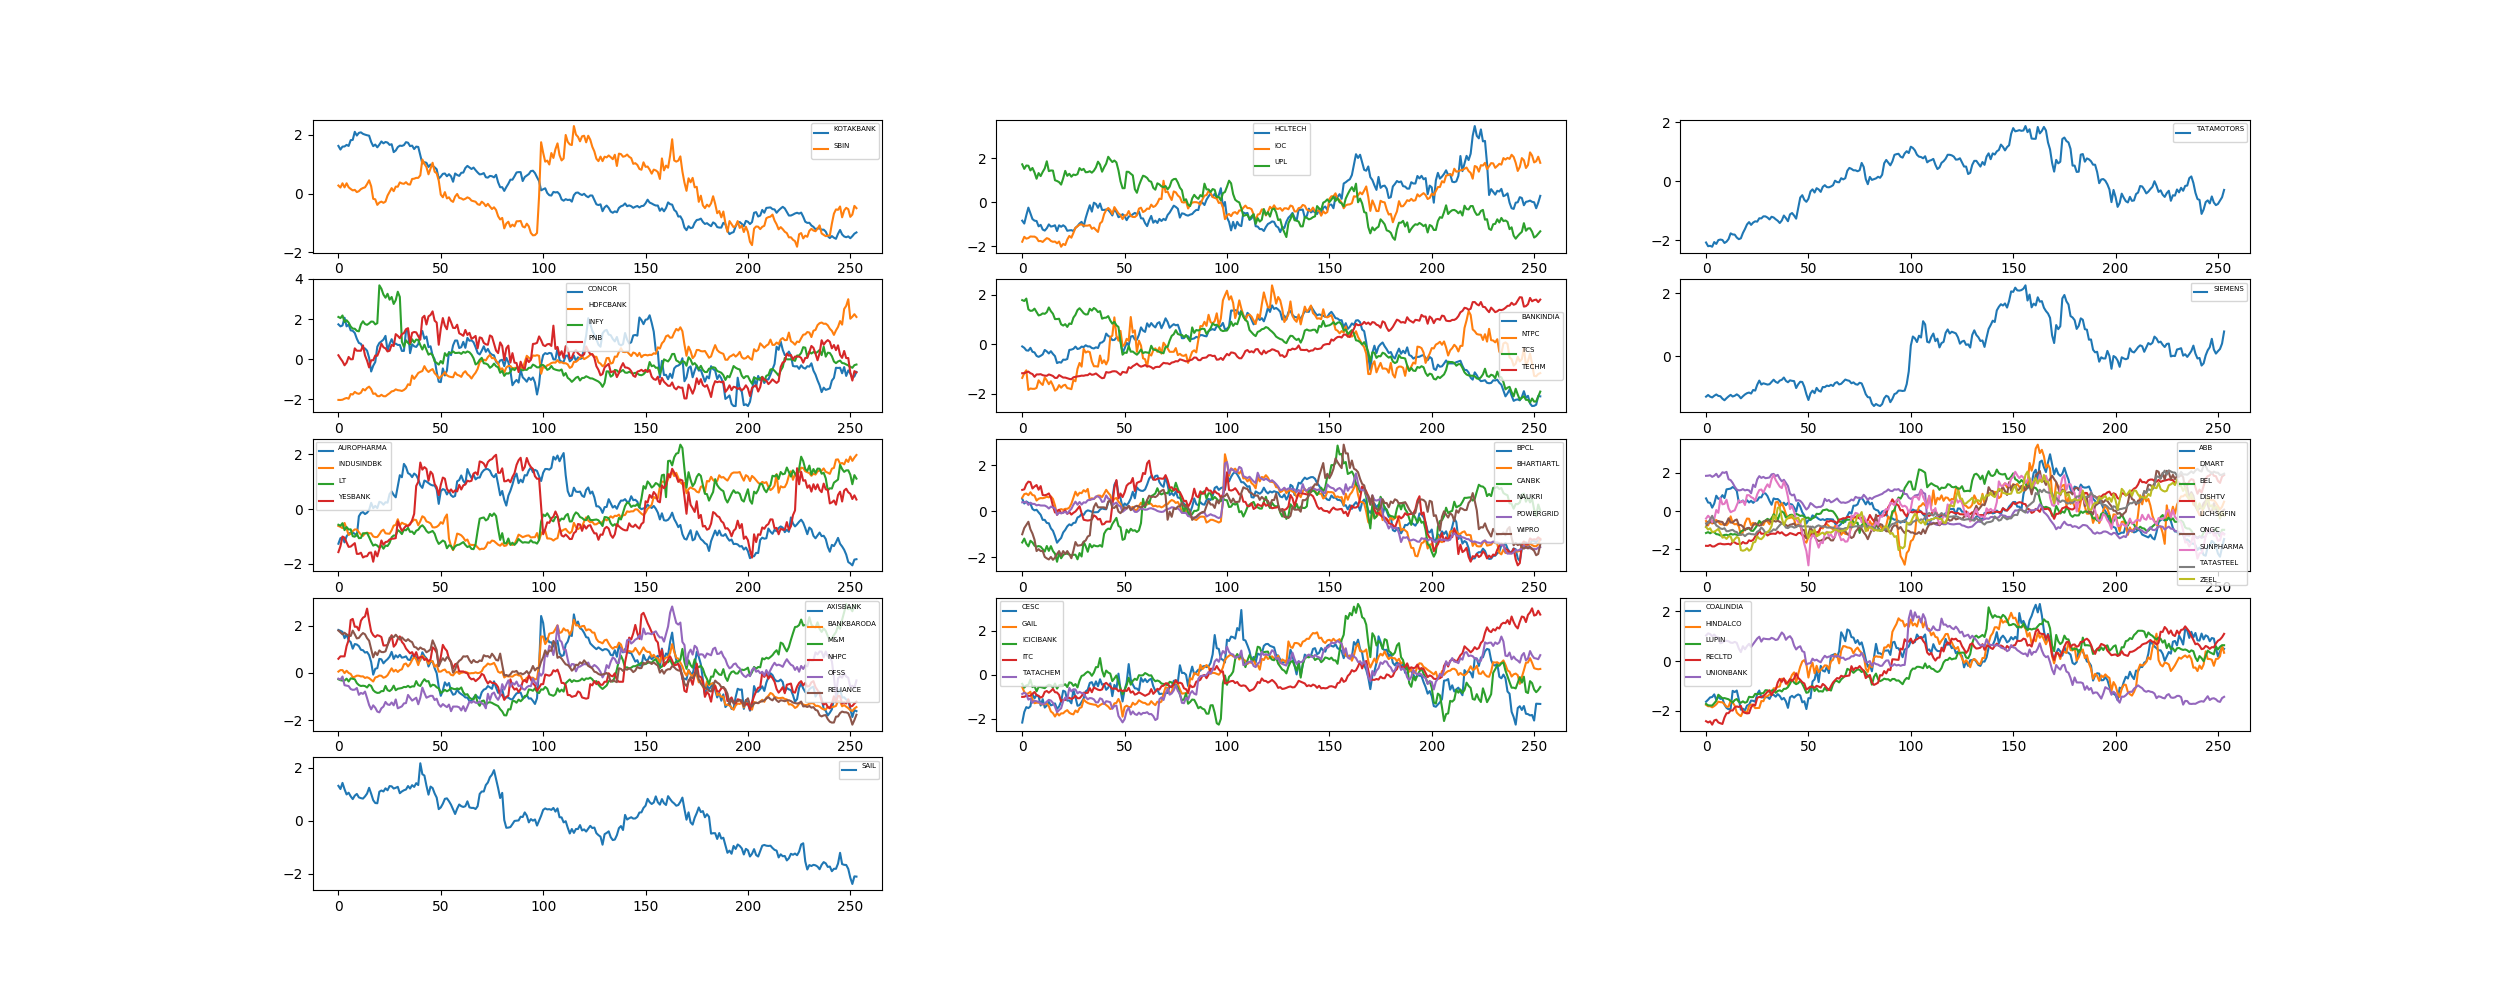 KOTAKBANK
SBIN
2
0
−2
0 50 100 150 200 250
HCLTECH
IOC
UPL
2
0
−2
0 50 100 150 200 250
TATAMOTORS
2
0
−2
0 50 100 150 200 250
CONCOR
HDFCBANK
INFY
PNB
4
2
0
−2
0 50 100 150 200 250
BANKINDIA
NTPC
TCS
TECHM
2
0
−2
0 50 100 150 200 250
SIEMENS
2
0
0 50 100 150 200 250
AUROPHARMA
INDUSINDBK
LT
YESBANK
2
0
−2
0 50 100 150 200 250
BPCL
BHARTIARTL
CANBK
NAUKRI
POWERGRID
WIPRO
2
0
−2
0 50 100 150 200 250
ABB
DMART
BEL
DISHTV
LICHSGFIN
ONGC
SUNPHARMA
TATASTEEL
ZEEL
2
0
−2
0 50 100 150 200 250
AXISBANK
BANKBARODA
M&M
NHPC
OFSS
RELIANCE
2
0
−2
0 50 100 150 200 250
CESC
GAIL
ICICIBANK
ITC
TATACHEM
2
0
−2
0 50 100 150 200 250
COALINDIA
HINDALCO
LUPIN
RECLTD
UNIONBANK
2
0
−2
0 50 100 150 200 250
SAIL
2
0
−2
0 50 100 150 200 250